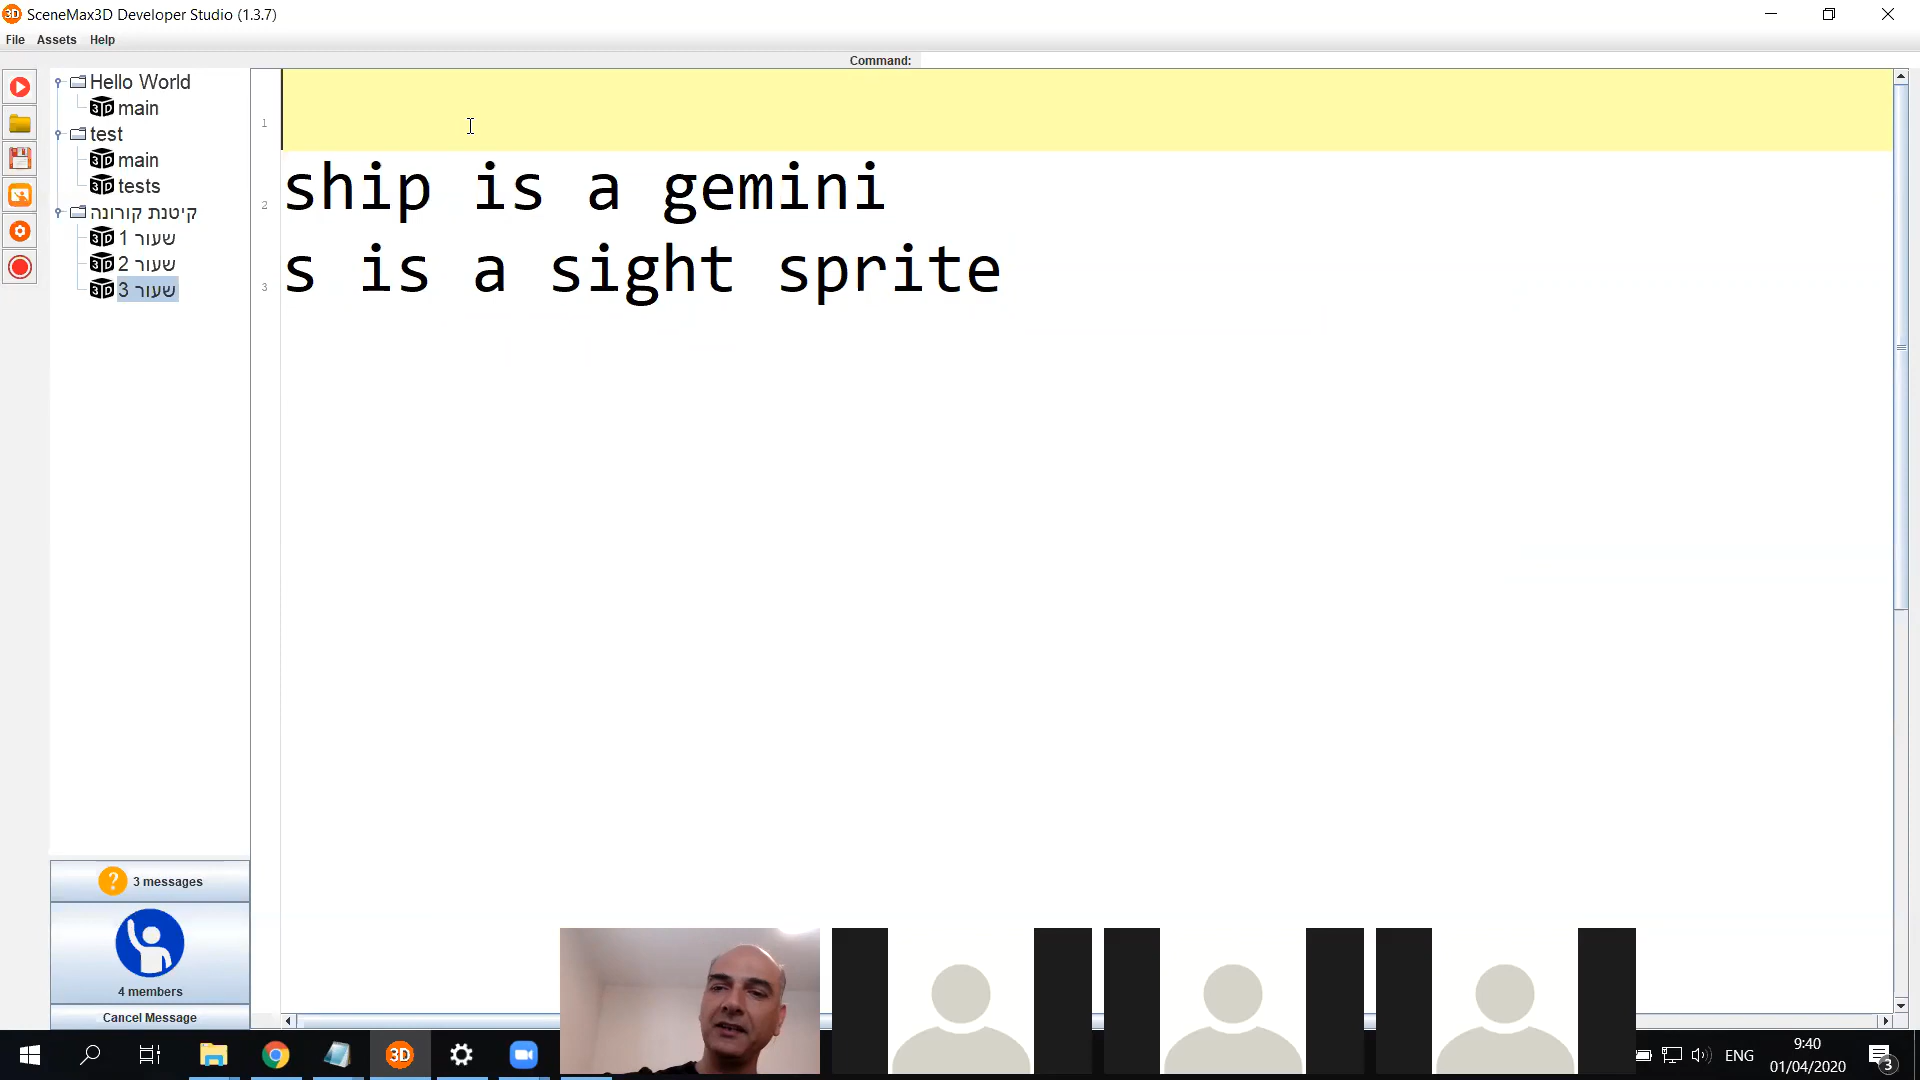 SceneMax3D Developer Studio (1.3.7)
File Assets Help
Command:
Hello World
main
test
main
tests
קיטנת קורונה
שעור 1
שעור 2
שעור 3
1
2 ship is a gemini
3 s is a sight sprite
? 3 messages
4 members
Cancel Message
3D
ENG
9:40
01/04/2020
3